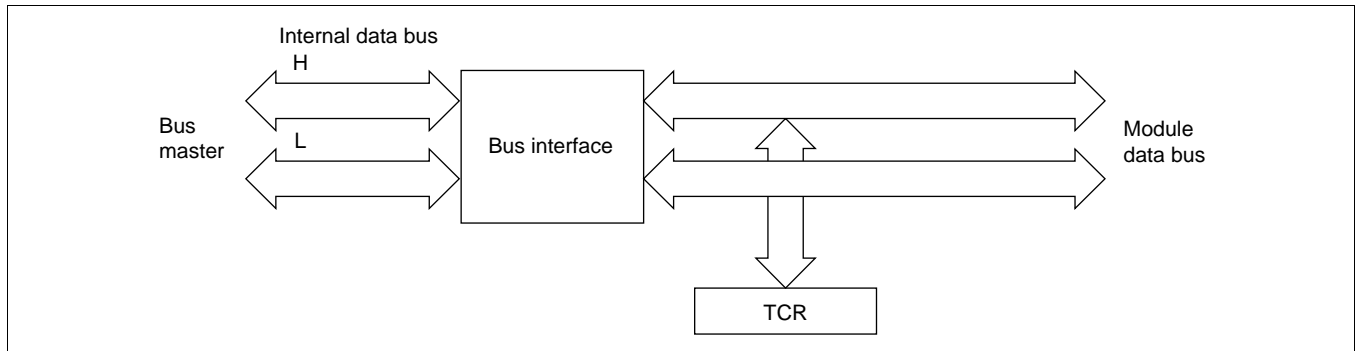 Internal data bus
H
Bus
master
L
Bus interface
Module
data bus
TCR